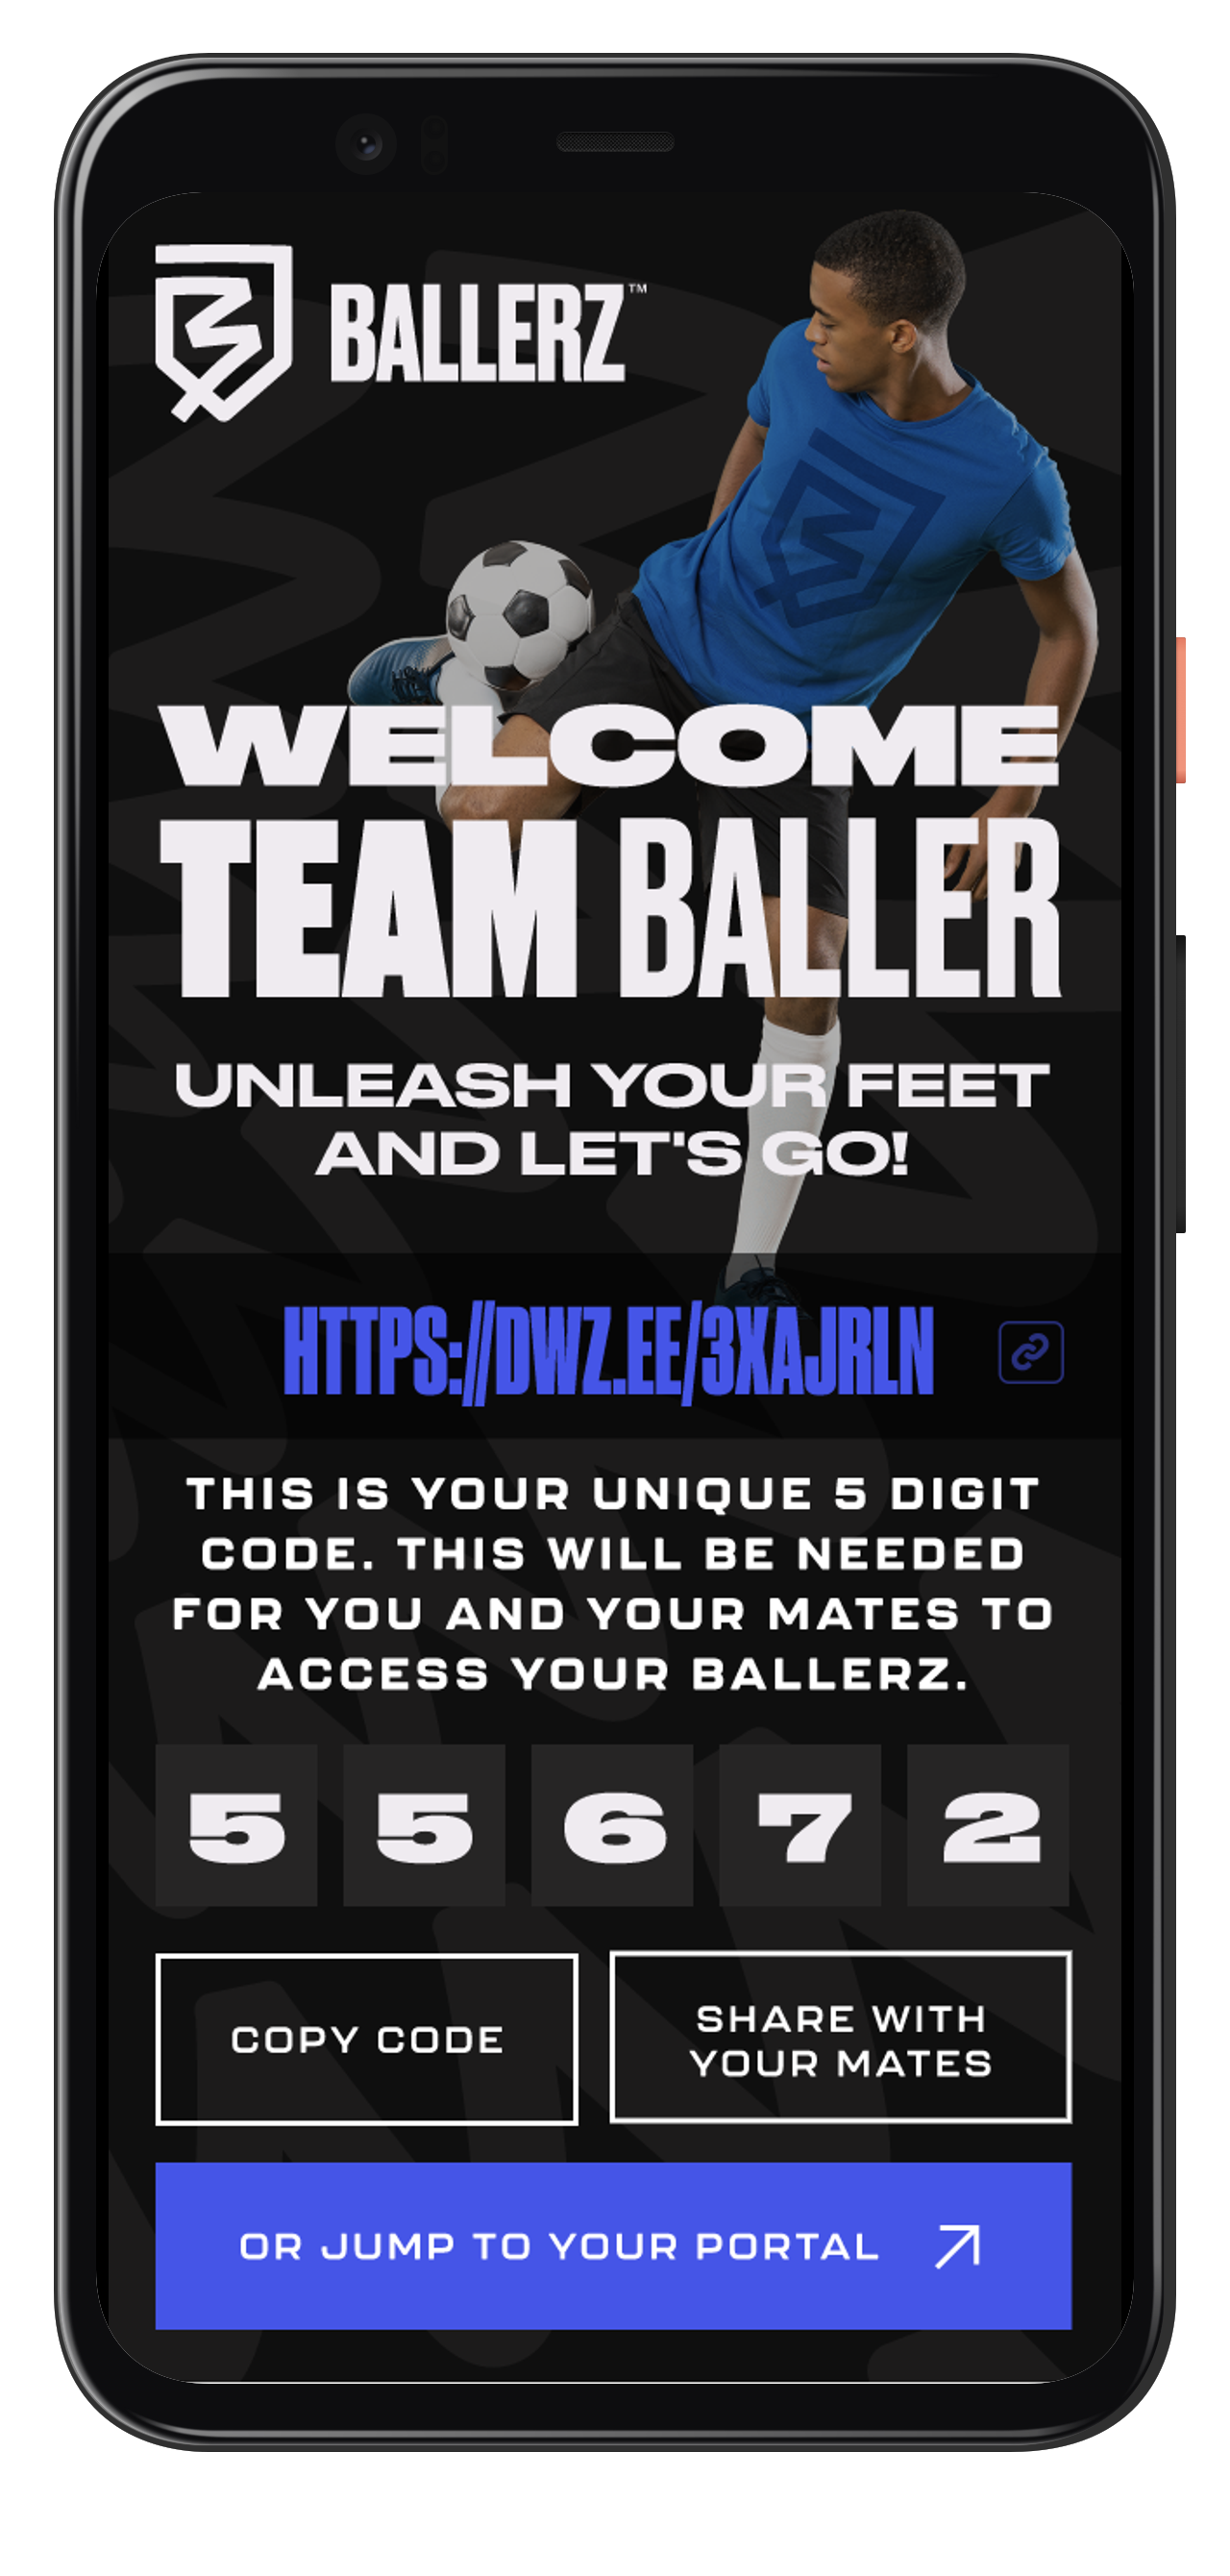 BALLERZ™
WELCOME
TEAM BALLER
UNLEASH YOUR FEET
AND LET'S GO!
HTTPS://DWZ.EE/3XAJRLN
THIS IS YOUR UNIQUE 5 DIGIT
CODE. THIS WILL BE NEEDED
FOR YOU AND YOUR MATES TO
ACCESS YOUR BALLERZ.
5 5 6 7 2
COPY CODE
SHARE WITH
YOUR MATES
OR JUMP TO YOUR PORTAL